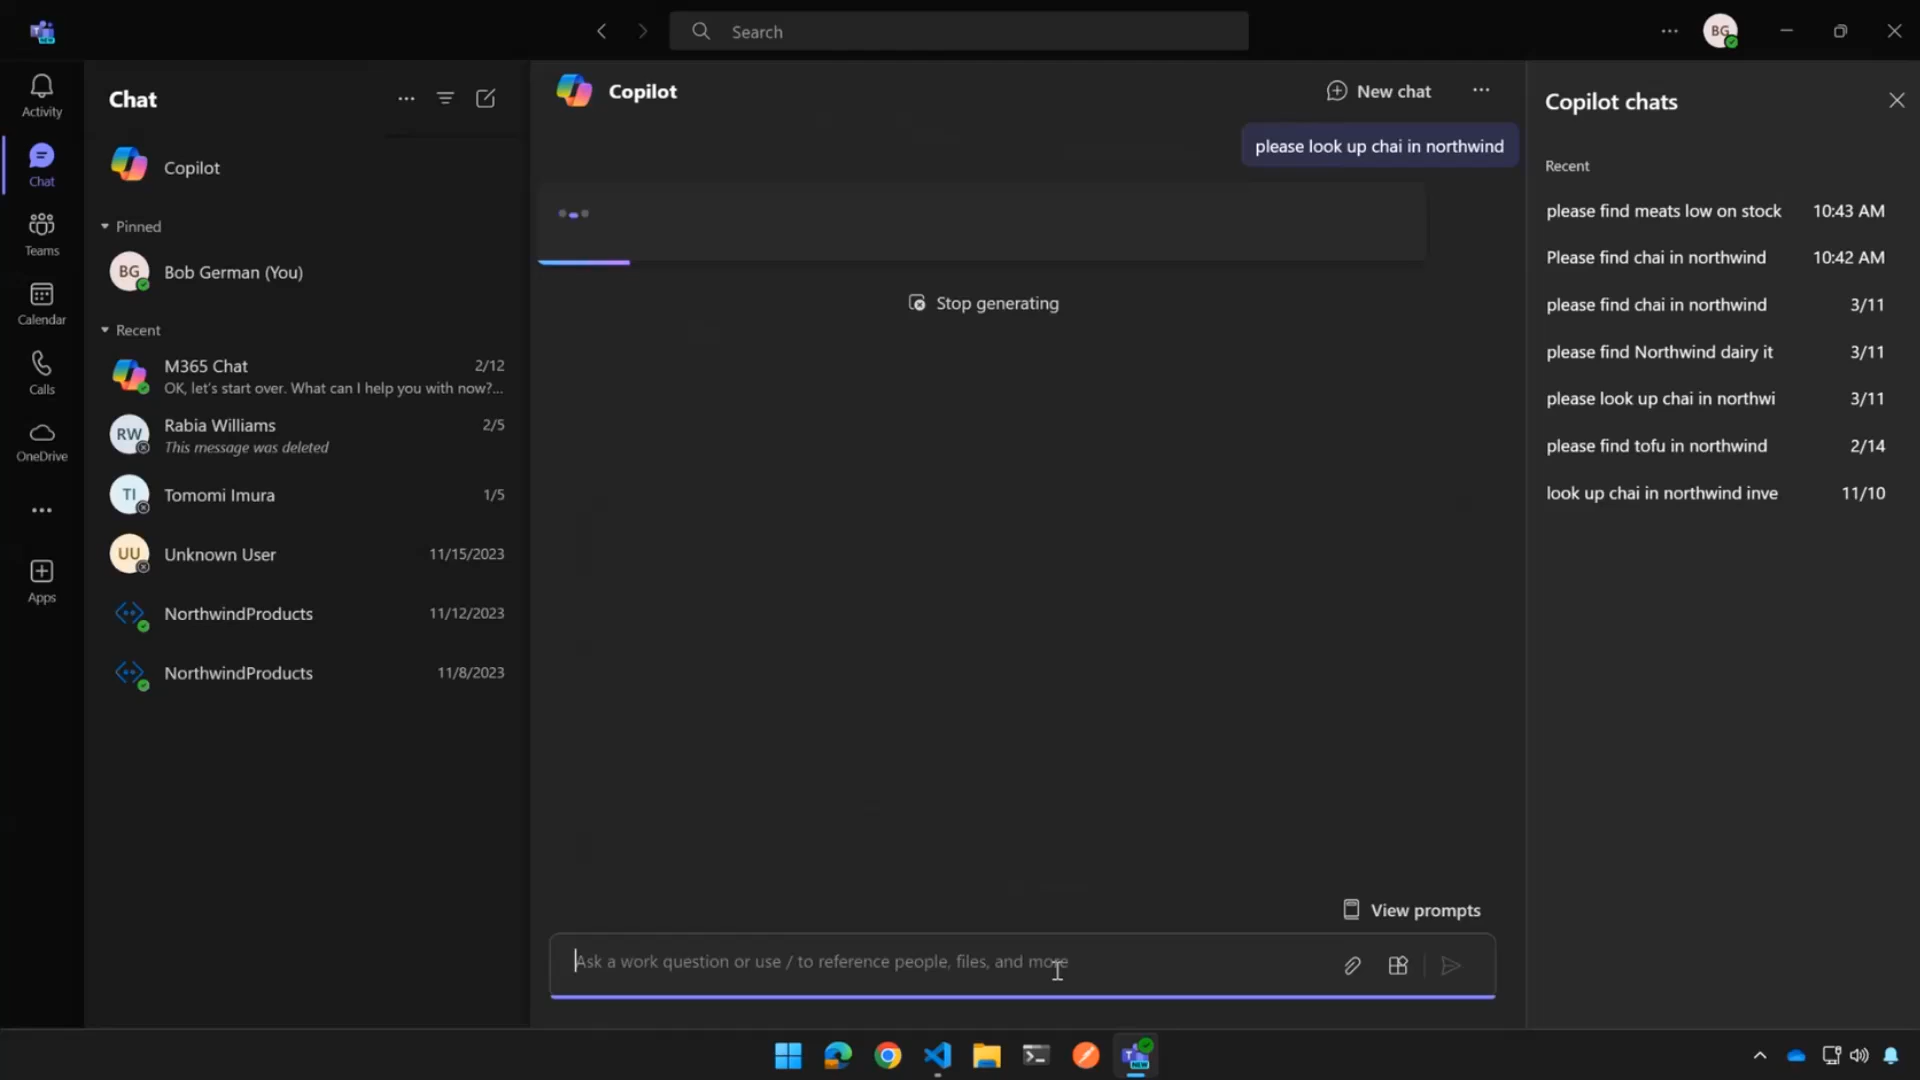 Search
BG
Activity
Chat
Teams
Calendar
Calls
OneDrive
Apps
Chat
Copilot
Pinned
BG
Bob German (You)
Recent
M365 Chat
2/12
OK, let's start over. What can I help you with now?...
RW
Rabia Williams
2/5
This message was deleted
TI
Tomomi Imura
1/5
UU
Unknown User
11/15/2023
NorthwindProducts
11/12/2023
NorthwindProducts
11/8/2023
Copilot
New chat
please look up chai in northwind
Stop generating
View prompts
Ask a work question or use / to reference people, files, and more
Copilot chats
Recent
please find meats low on stock
10:43 AM
Please find chai in northwind
10:42 AM
please find chai in northwind
3/11
please find Northwind dairy it
3/11
please look up chai in northwi
3/11
please find tofu in northwind
2/14
look up chai in northwind inve
11/10
NEW